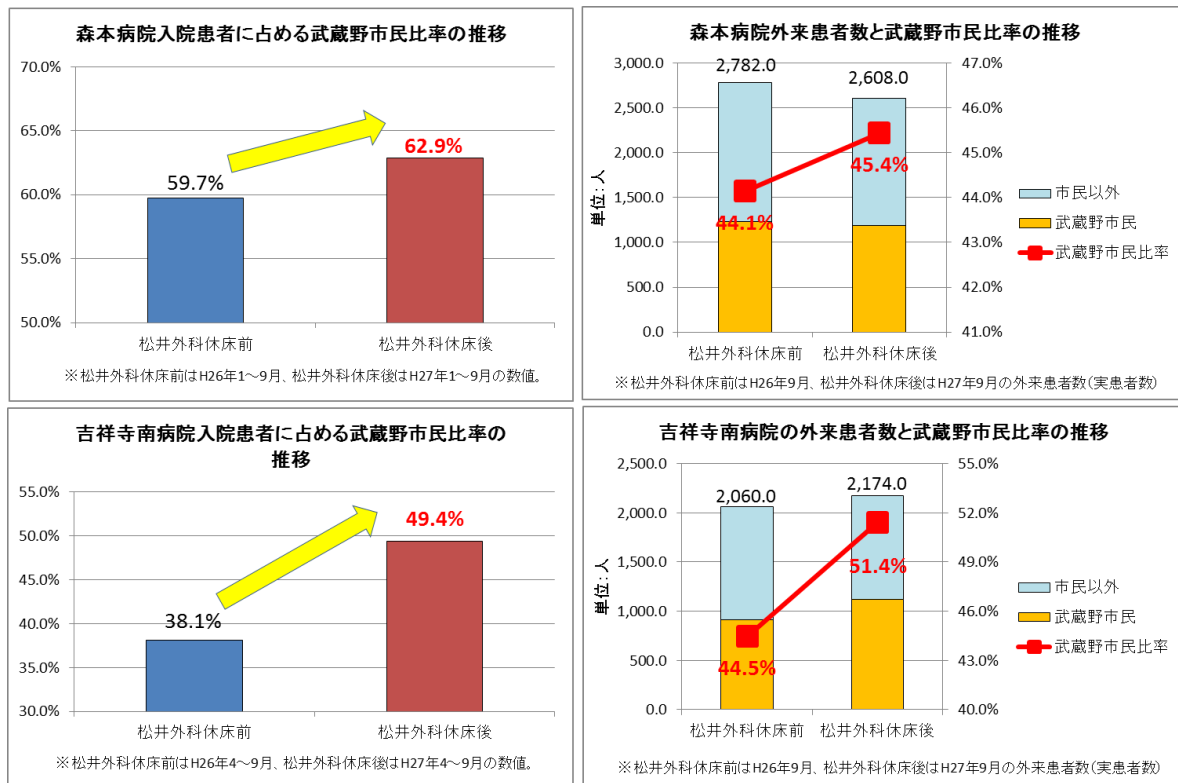 森本病院入院患者に占める武蔵野市民比率の推移
70.0%
65.0%
60.0%
55.0%
50.0%
59.7%
62.9%
松井外科休床前
松井外科休床後
※松井外科休床前はH26年1～9月、松井外科休床後はH27年1～9月の数値。
森本病院外来患者数と武蔵野市民比率の推移
単位：人
3,000.0
2,500.0
2,000.0
1,500.0
1,000.0
500.0
0.0
2,782.0
2,608.0
44.1%
45.4%
47.0%
46.0%
45.0%
44.0%
43.0%
42.0%
41.0%
松井外科休床前
松井外科休床後
市民以外
武蔵野市民
武蔵野市民比率
※松井外科休床前はH26年9月、松井外科休床後はH27年9月の外来患者数(実患者数)
吉祥寺南病院入院患者に占める武蔵野市民比率の
推移
55.0%
50.0%
45.0%
40.0%
35.0%
30.0%
38.1%
49.4%
松井外科休床前
松井外科休床後
※松井外科休床前はH26年4～9月、松井外科休床後はH27年4～9月の数値。
吉祥寺南病院の外来患者数と武蔵野市民比率の推移
単位：人
2,500.0
2,000.0
1,500.0
1,000.0
500.0
0.0
2,060.0
2,174.0
44.5%
51.4%
55.0%
52.0%
49.0%
46.0%
43.0%
40.0%
松井外科休床前
松井外科休床後
市民以外
武蔵野市民
武蔵野市民比率
※松井外科休床前はH26年9月、松井外科休床後はH27年9月の外来患者数(実患者数)